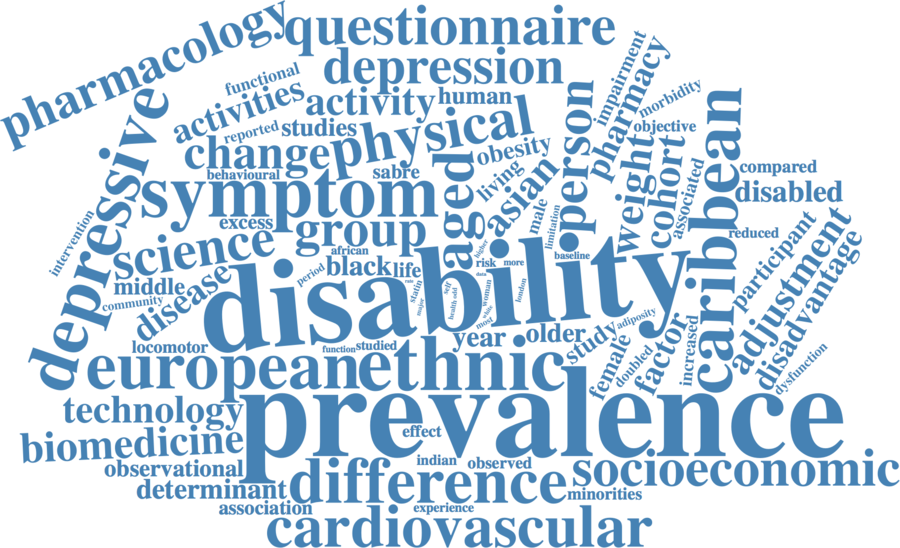 pharmacology
questionnaire
depression
functional
activities
activity
human
reported
studies
physical
change
behavioural
sabre
symptom
excess
group
depressive
intervention
science
african
black
life
period
middle
community
disease
locomotor
disability
aged
obesity
living
asian
male
limitation
person
impairment
pharmacy
morbidity
objective
weight
cohort
associated
caribbean
compared
disabled
reduced
participant
adjustment
disadvantage
dysfunction
baseline
higher
risk
more
data
rate
statin
major
self
health
odd
woman
who
most
london
year
older
study
adiposity
factor
female
doubled
increased
function
studied
european
ethnic
prevalence
technology
biomedicine
effect
observational
indian
observed
determinant
difference
socioeconomic
minorities
association
experience
cardiovascular